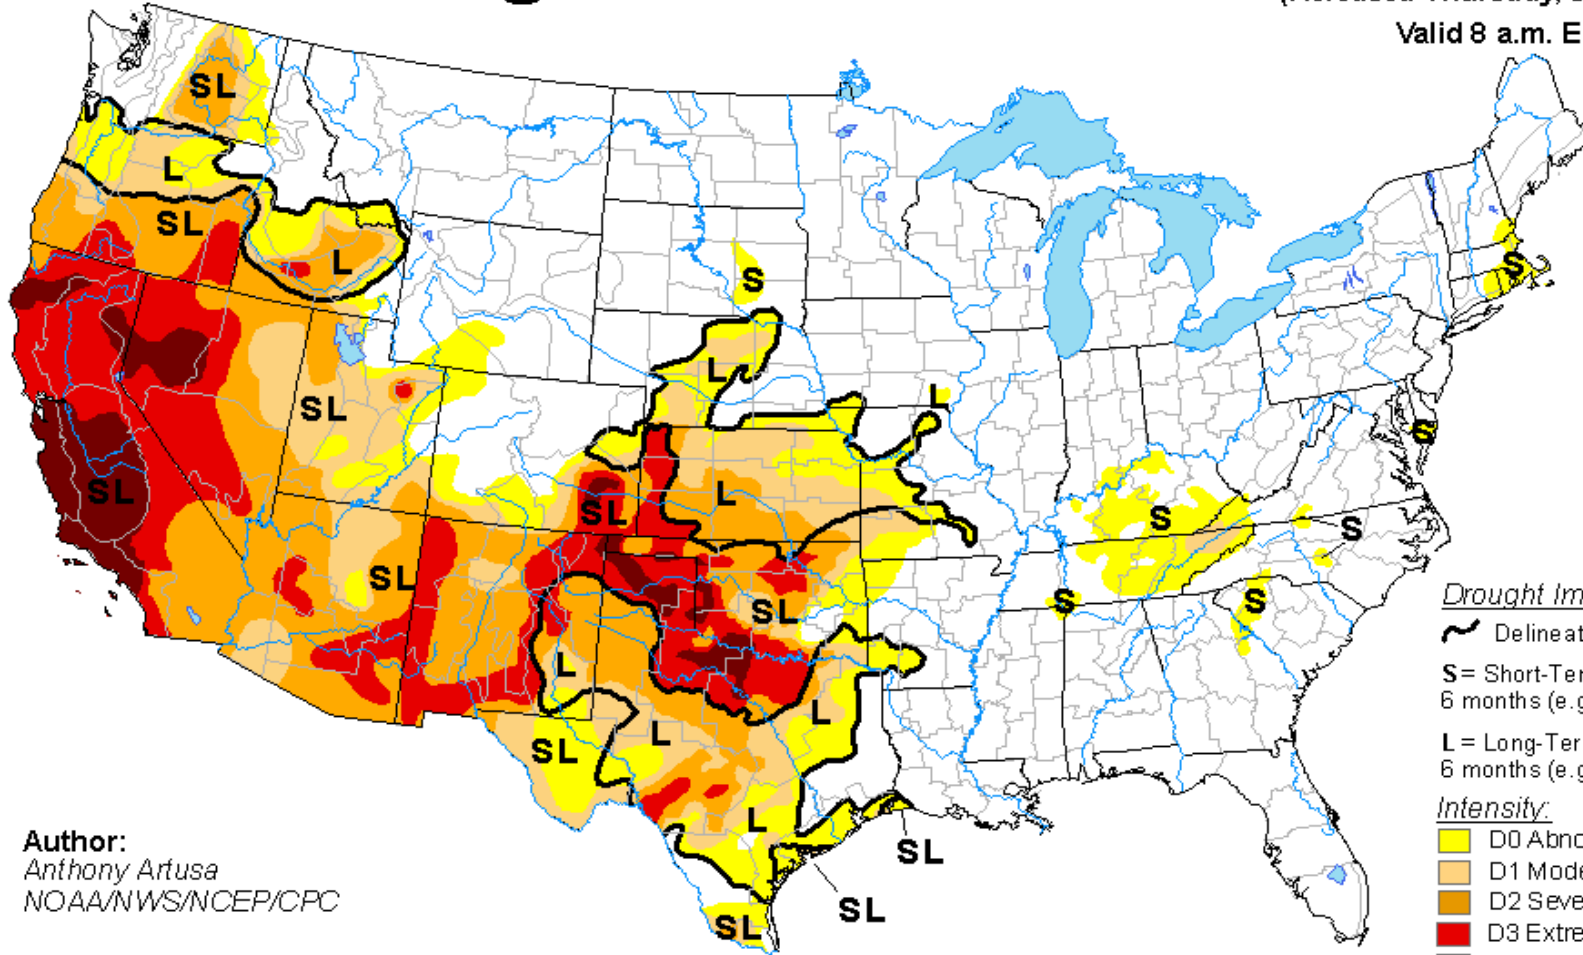 Valid 8 a.m. E
SL
L
SL
L
S
L
L
SL
S
SL
L
SL
S
S
SL
SL
S
S
L
L
L
SL
L
SL
SL
SL
Drought Im
Delineat
S = Short-Ter
6 months (e.g
L = Long-Ter
6 months (e.g
Intensity:
D0 Abno
D1 Mode
D2 Seve
D3 Extre
Author:
Anthony Artusa
NOAA/NWS/NCEP/CPC